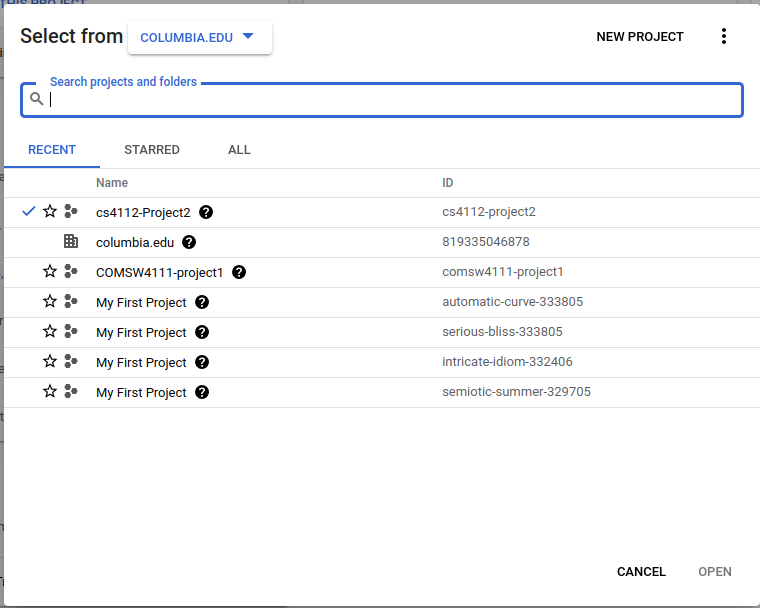 THIS PROJECT
Select from COLUMBIA.EDU NEW PROJECT
Search projects and folders
RECENT STARRED ALL
Name ID
cs4112-Project2 cs4112-project2
columbia.edu 819335046878
COMSW4111-project1 comsw4111-project1
My First Project automatic-curve-333805
My First Project serious-bliss-333805
My First Project intricate-idiom-332406
My First Project semiotic-summer-329705
CANCEL OPEN